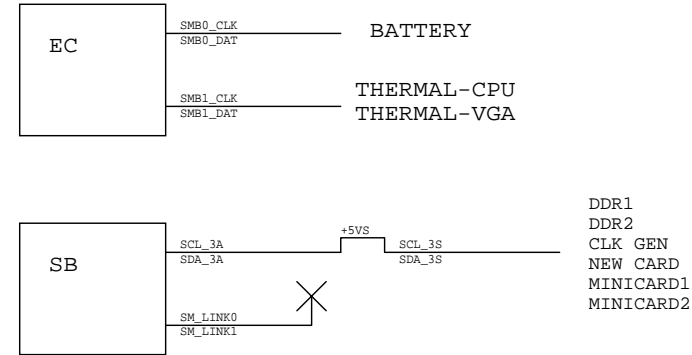 EC
SMB0_CLK
SMB0_DAT
BATTERY
SMB1_CLK
SMB1_DAT
THERMAL-CPU
THERMAL-VGA
SB
SCL_3A
SDA_3A
+5VS
SCL_3S
SDA_3S
DDR1
DDR2
CLK GEN
NEW CARD
MINICARD1
MINICARD2
SM_LINK0
SM_LINK1